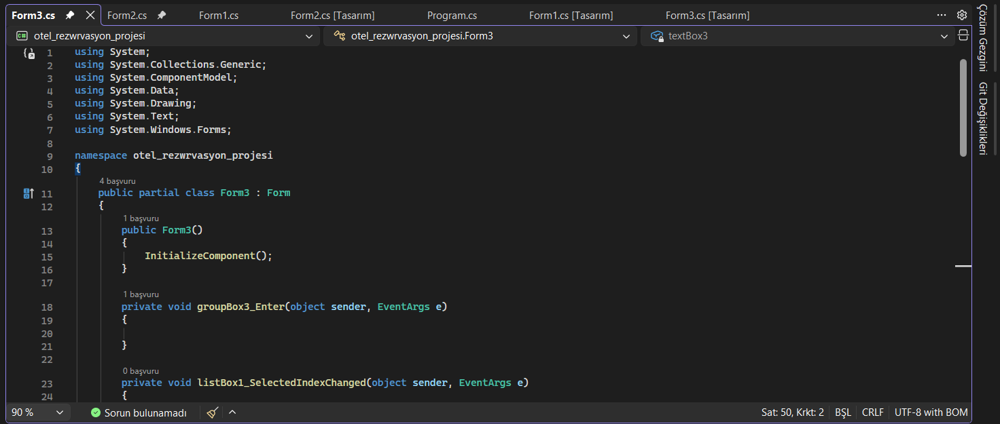 Form3.cs Form2.cs Form1.cs Form2.cs [Tasarım] Program.cs Form1.cs [Tasarım] Form3.cs [Tasarım]
C# otel_rezwrvasyon_projesi otel_rezwrvasyon_projesi.Form3 textBox3
1 using System;
2 using System.Collections.Generic;
3 using System.ComponentModel;
4 using System.Data;
5 using System.Drawing;
6 using System.Text;
7 using System.Windows.Forms;
8
9 namespace otel_rezwrvasyon_projesi
10 {
4 başvuru
11 public partial class Form3 : Form
12 {
1 başvuru
13 public Form3()
14 {
15 InitializeComponent();
16 }
17
1 başvuru
18 private void groupBox3_Enter(object sender, EventArgs e)
19 {
20
21 }
22
0 başvuru
23 private void listBox1_SelectedIndexChanged(object sender, EventArgs e)
24 {
90 % Sorun bulunamadı Sat: 50, Krkt: 2 BŞL CRLF UTF-8 with BOM
Çözüm Gezgini
Git Değişiklikleri